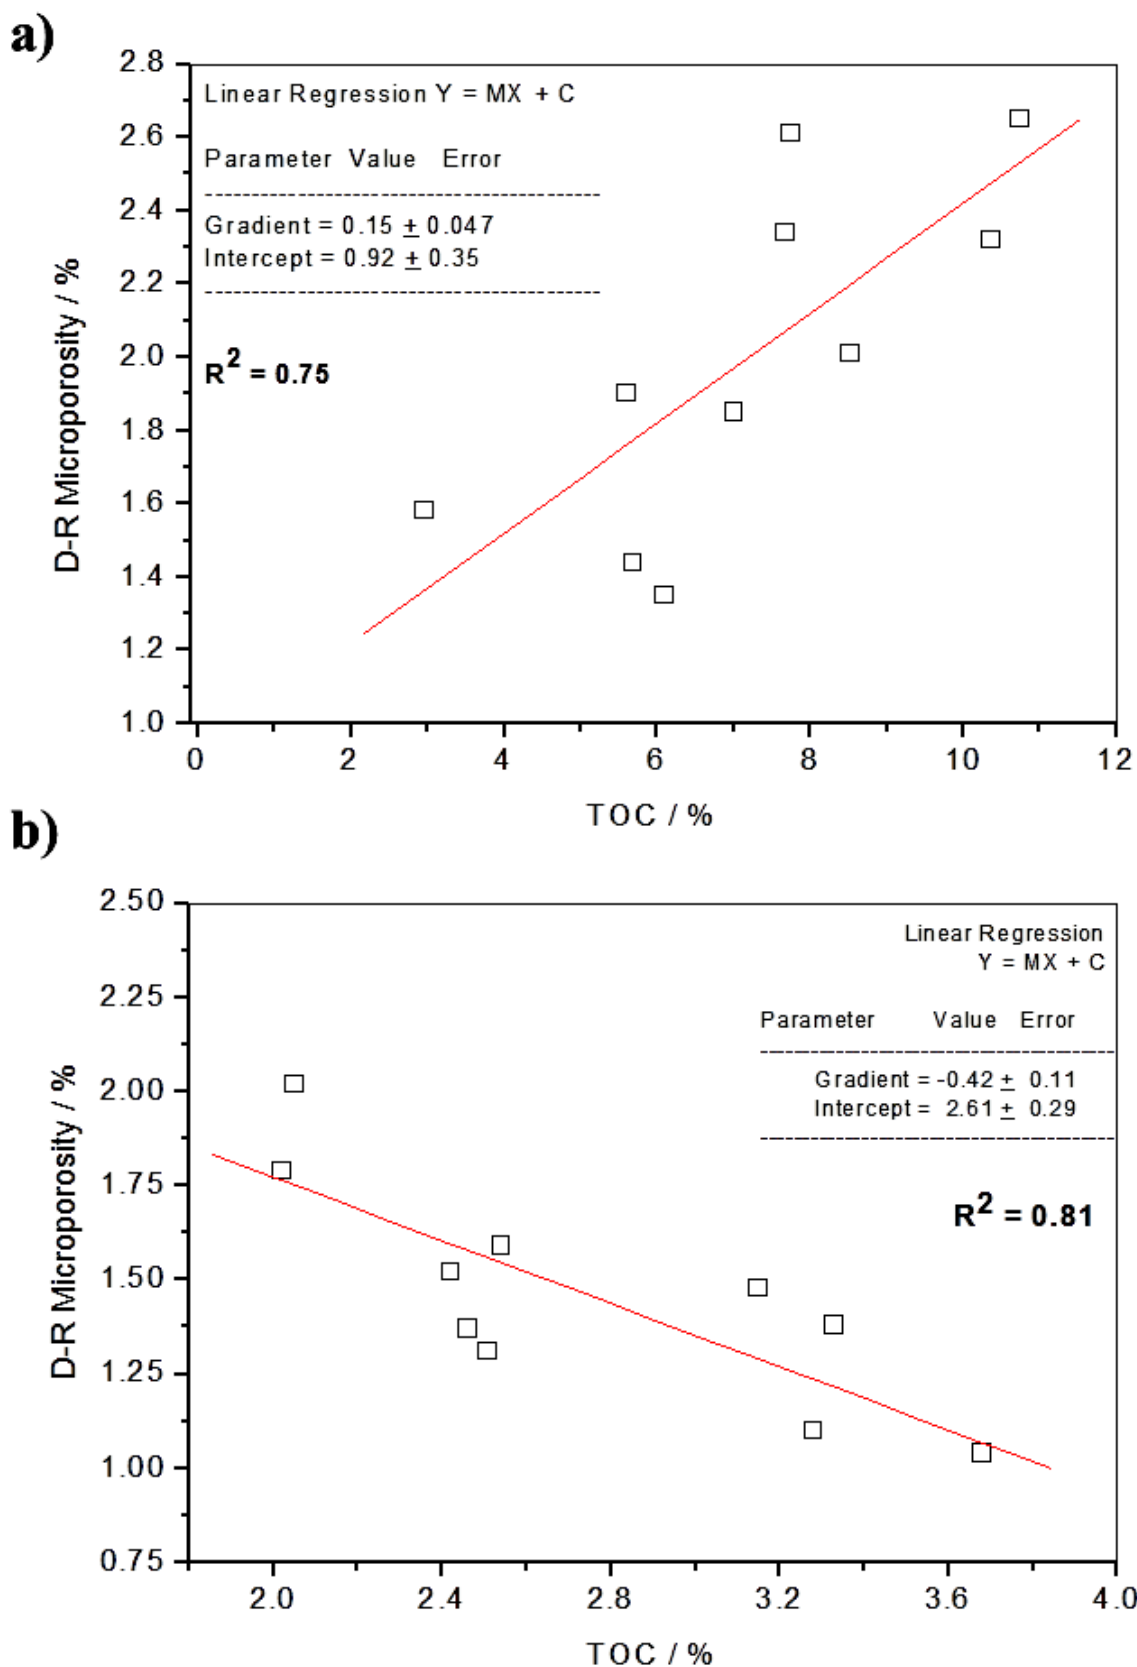 a)
2.8
2.6
2.4
2.2
2.0
1.8
1.6
1.4
1.2
1.0
D-R Microporosity / %
Linear Regression Y = MX + C
Parameter Value Error
Gradient = 0.15 ± 0.047
Intercept = 0.92 ± 0.35
R² = 0.75
0 2 4 6 8 10 12
TOC / %
b)
2.50
2.25
2.00
1.75
1.50
1.25
1.00
0.75
D-R Microporosity / %
Linear Regression
Y = MX + C
Parameter Value Error
Gradient = -0.42 ± 0.11
Intercept = 2.61 ± 0.29
R² = 0.81
2.0 2.4 2.8 3.2 3.6 4.0
TOC / %